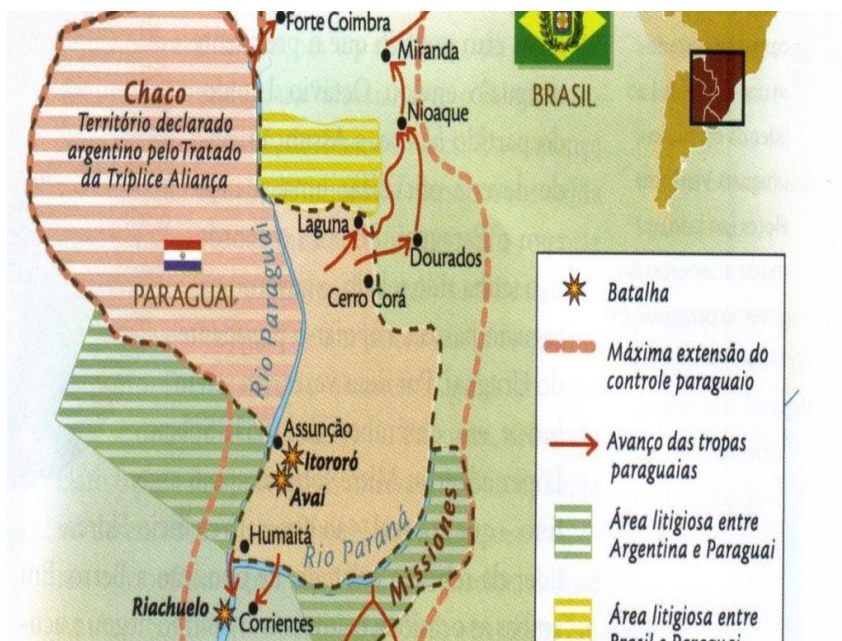 Forte Coimbra
Miranda
BRASIL
Nioaque
Chaco
Território declarado
argentino pelo Tratado
da Tríplice Aliança
Laguna
Dourados
PARAGUAI
Cerro Corá
Rio Paraguai
Assunção
Itororó
Avaí
Humaitá
Rio Paraná
Missiones
Riachuelo
Corrientes
Batalha
Máxima extensão do
controle paraguaio
Avanço das tropas
paraguaias
Área litigiosa entre
Argentina e Paraguai
Área litigiosa entre
Brasil e Paraguai